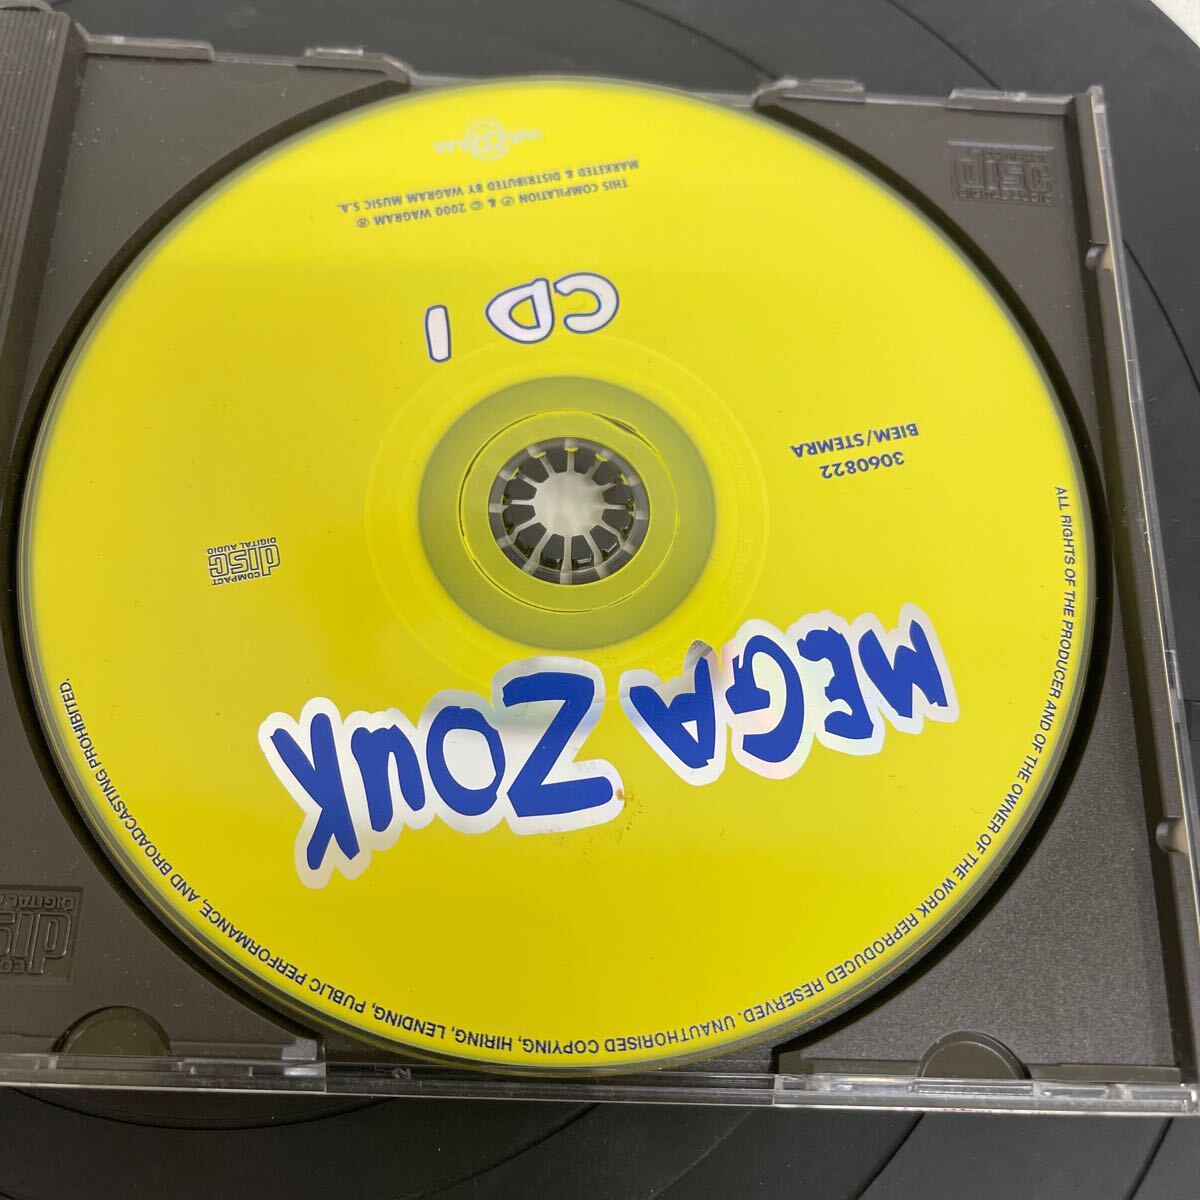 MEGA ZOUK
3060822
BIEM/STEMRA
COMPACT
disc
DIGITAL AUDIO
CD 1
THIS COMPILATION ℗ & © 2000 WAGRAM ®
MARKETED & DISTRIBUTED BY WAGRAM MUSIC S.A.
WAGRAM
ALL RIGHTS OF THE PRODUCER AND OF THE OWNER OF THE WORK REPRODUCED RESERVED. UNAUTHORISED COPYING, HIRING, LENDING, PUBLIC PERFORMANCE, AND BROADCASTING PROHIBITED.
disc
disc